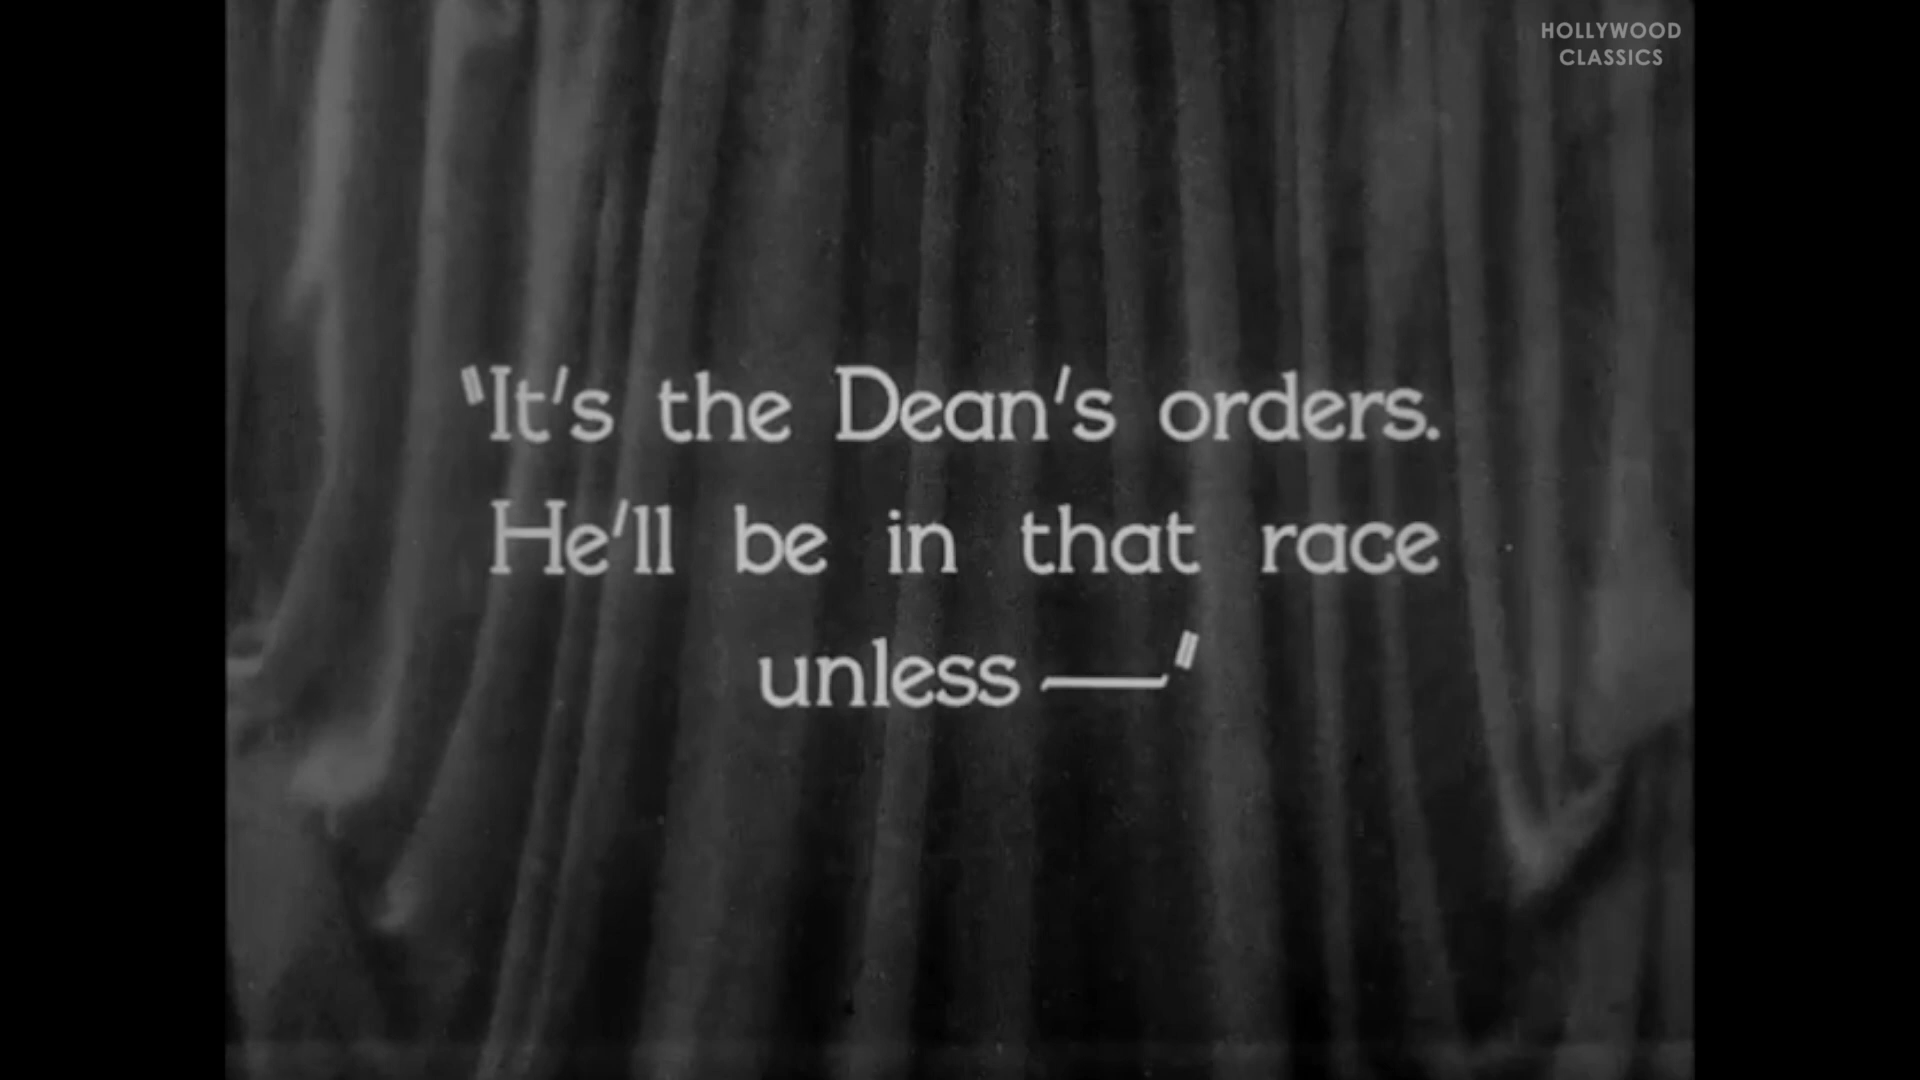 HOLLYWOOD
CLASSICS
"It's the Dean's orders.
He'll be in that race
unless —"